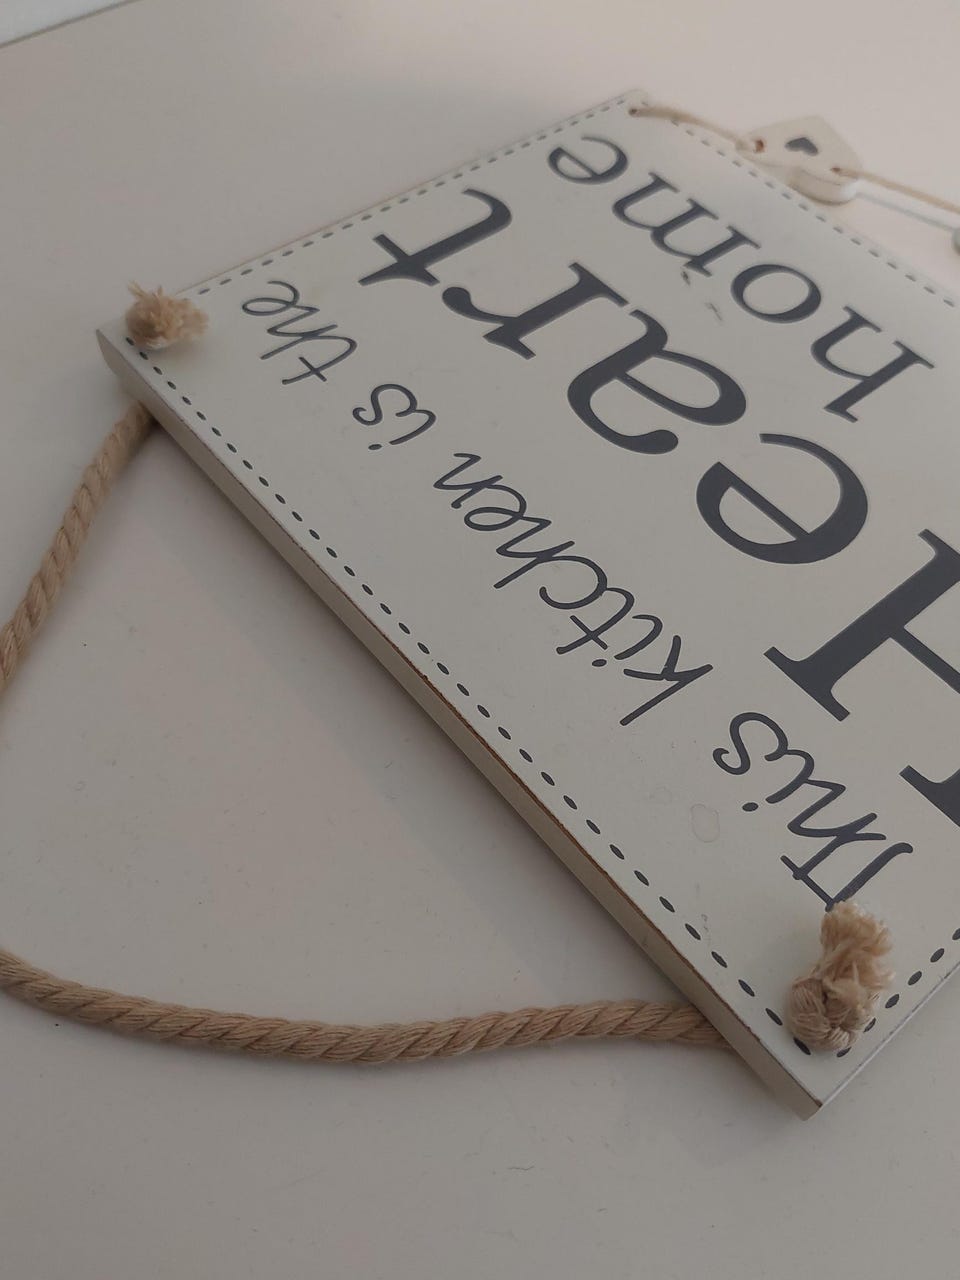 This kitchen is the
Heart
home